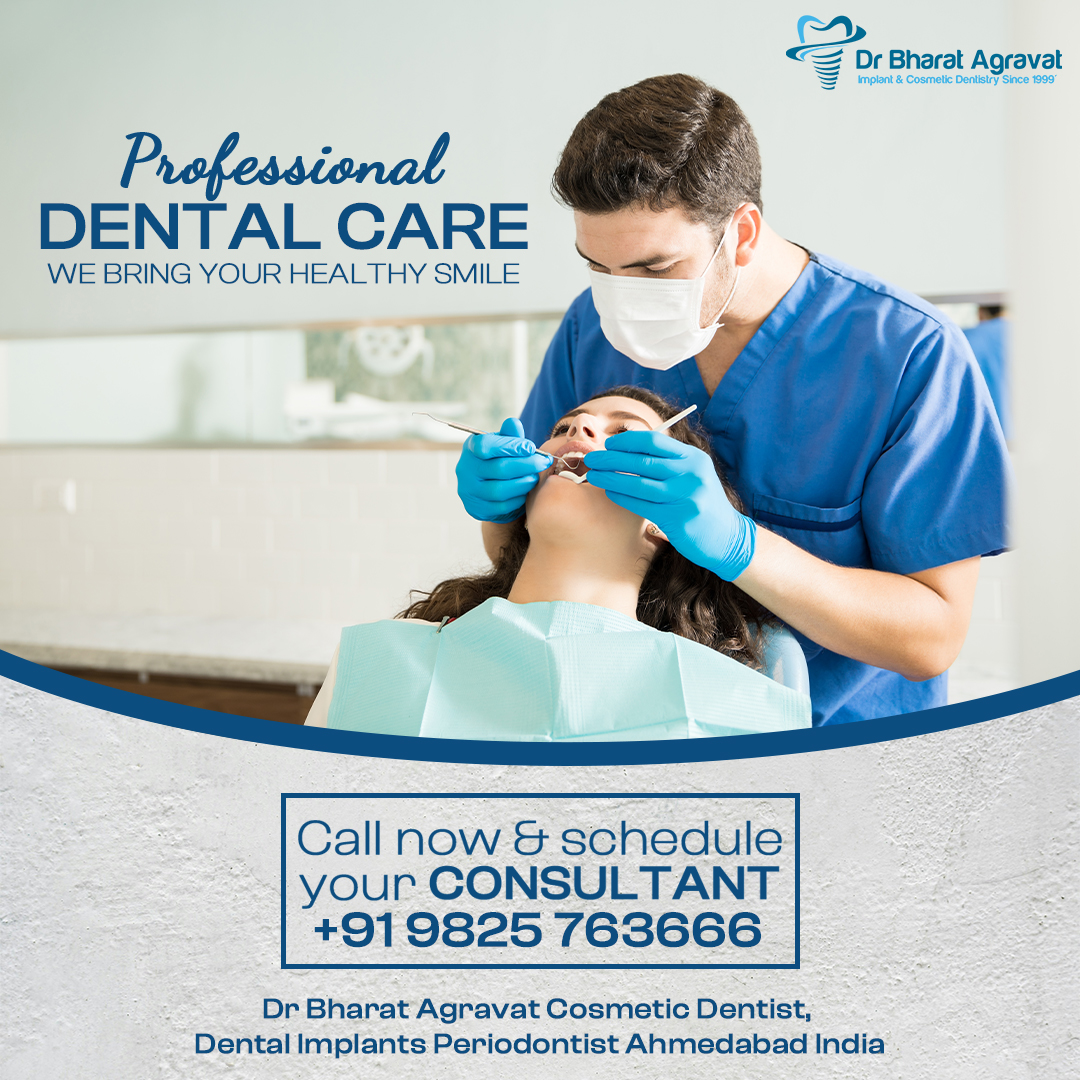 Dr Bharat Agravat
Implant & Cosmetic Dentistry Since 1999'
Professional
DENTAL CARE
WE BRING YOUR HEALTHY SMILE
Call now & schedule
your CONSULTANT
+91 9825 763666
Dr Bharat Agravat Cosmetic Dentist,
Dental Implants Periodontist Ahmedabad India